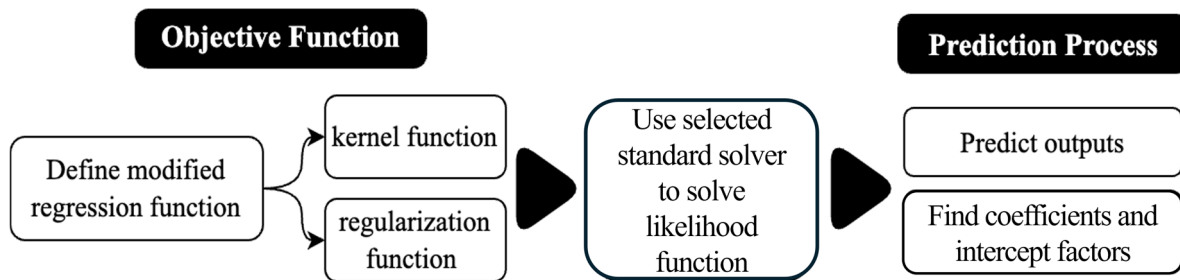 Objective Function
Prediction Process
Define modified
regression function
kernel function
regularization
function
Use selected
standard solver
to solve
likelihood
function
Predict outputs
Find coefficients and
intercept factors